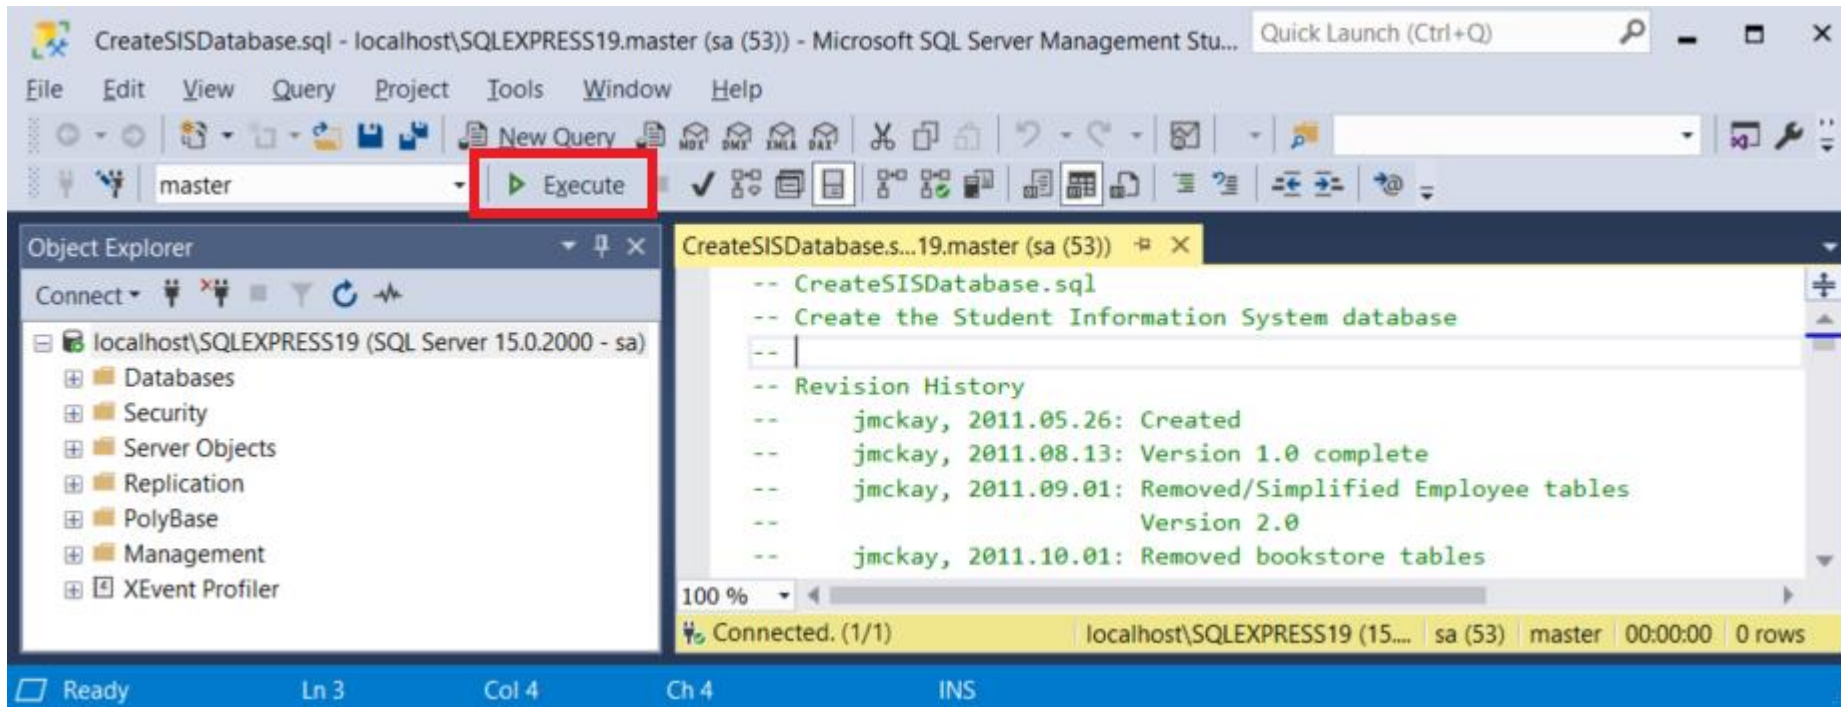 CreateSISDatabase.sql - localhost\SQLEXPRESS19.master (sa (53)) - Microsoft SQL Server Management Stu... Quick Launch (Ctrl+Q)
File Edit View Query Project Tools Window Help
New Query MDX DMX XMLA DAX
master Execute
Object Explorer
Connect
localhost\SQLEXPRESS19 (SQL Server 15.0.2000 - sa)
Databases
Security
Server Objects
Replication
PolyBase
Management
XEvent Profiler
CreateSISDatabase.s...19.master (sa (53))
-- CreateSISDatabase.sql
-- Create the Student Information System database
--
-- Revision History
-- jmckay, 2011.05.26: Created
-- jmckay, 2011.08.13: Version 1.0 complete
-- jmckay, 2011.09.01: Removed/Simplified Employee tables
-- Version 2.0
-- jmckay, 2011.10.01: Removed bookstore tables
100 %
Connected. (1/1) localhost\SQLEXPRESS19 (15.... sa (53) master 00:00:00 0 rows
Ready Ln 3 Col 4 Ch 4 INS